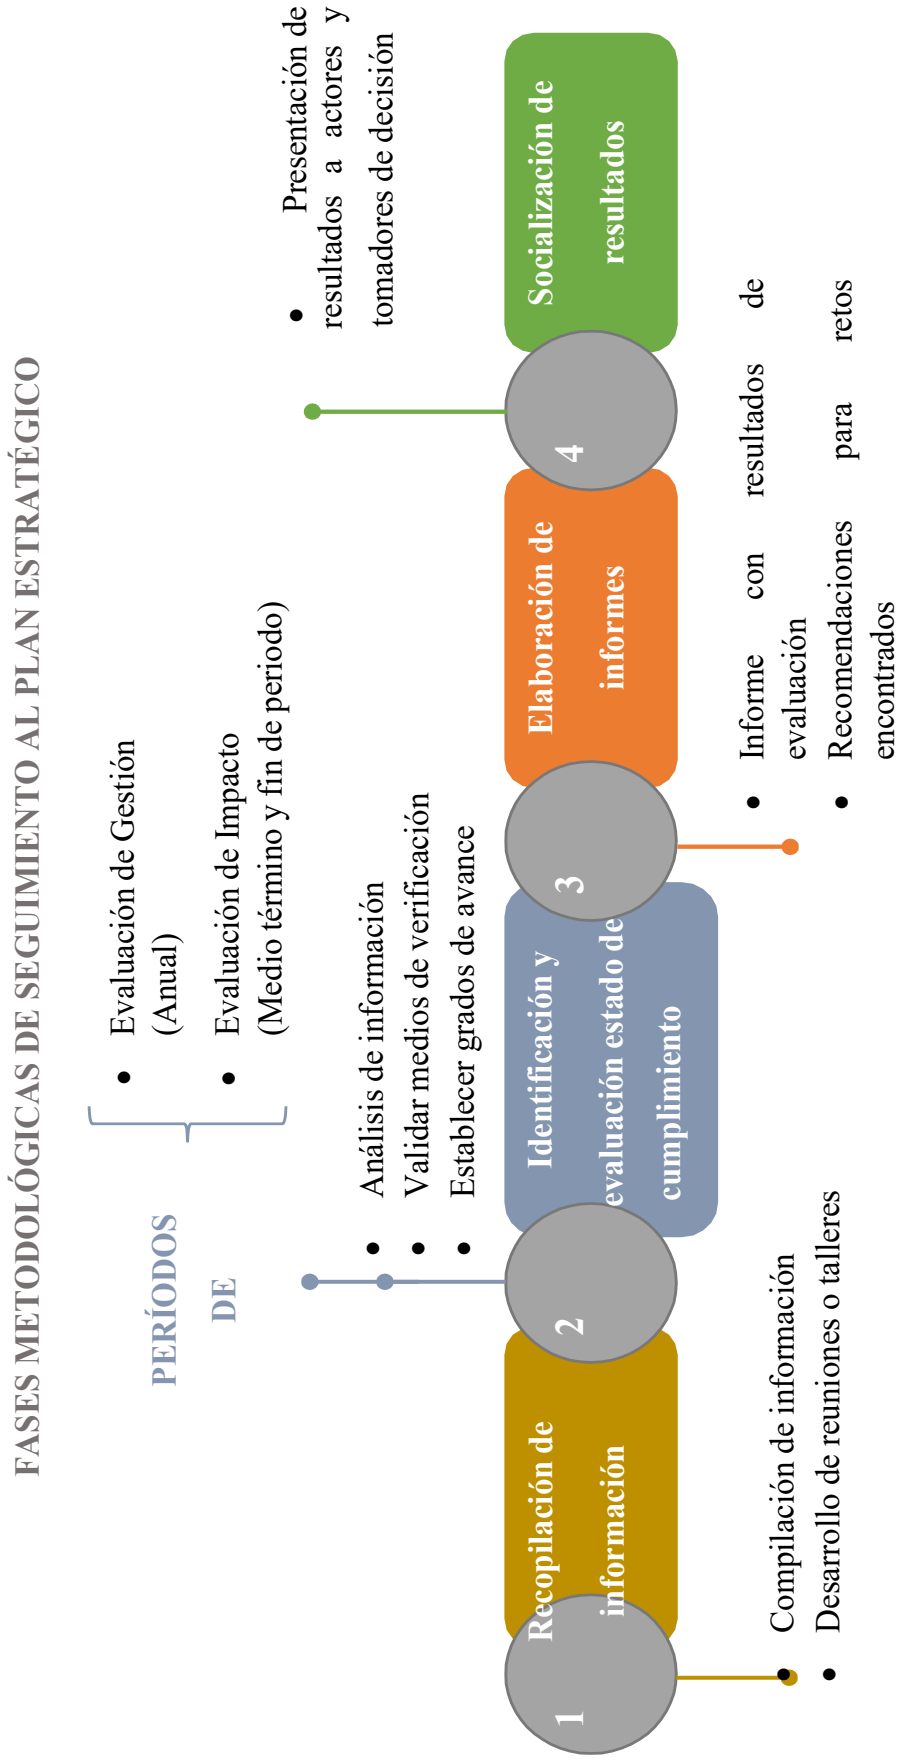 FASES METODOLÓGICAS DE SEGUIMIENTO AL PLAN ESTRATÉGICO
PERÍODOS
DE
• Evaluación de Gestión
(Anual)
• Evaluación de Impacto
(Medio término y fin de periodo)
1
Recopilación de
información
• Compilación de información
• Desarrollo de reuniones o talleres
2
Identificación y
evaluación estado de
cumplimiento
• Análisis de información
• Validar medios de verificación
• Establecer grados de avance
3
Elaboración de
informes
• Informe con resultados de
evaluación
• Recomendaciones para retos
encontrados
4
Socialización de
resultados
• Presentación de
resultados a actores y
tomadores de decisión